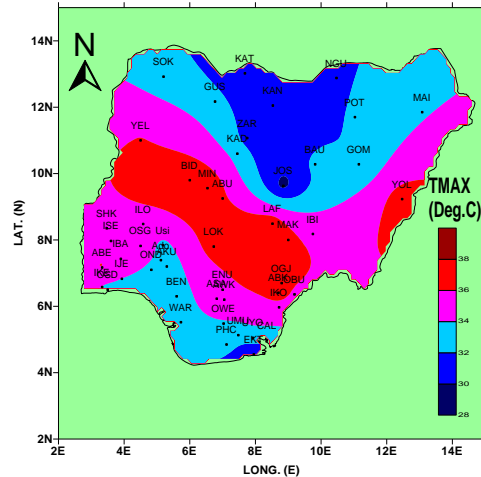 14N
N
KAT
SOK
NGU
GUS
KAN
MAI
12N
POT
ZAR
YEL
KAD
BAU
GOM
10N
BID
MIN
JOS
ABU
YOL
TMAX
(Deg.C)
SHK
ILO
LAF
ISE
OSG
Usi
MAK
IBI
8N
IBA
LOK
ABE
IJE
OND
AKU
OGJ
IKE
BEN
ENU
ABK
OBU
IKO
WAR
OWE
UMU
UYO
CAL
PHC
EKT
4N
2N
2E
4E
6E
8E
10E
12E
14E
38
36
34
32
30
28
LAT. (N)
LONG. (E)
6N